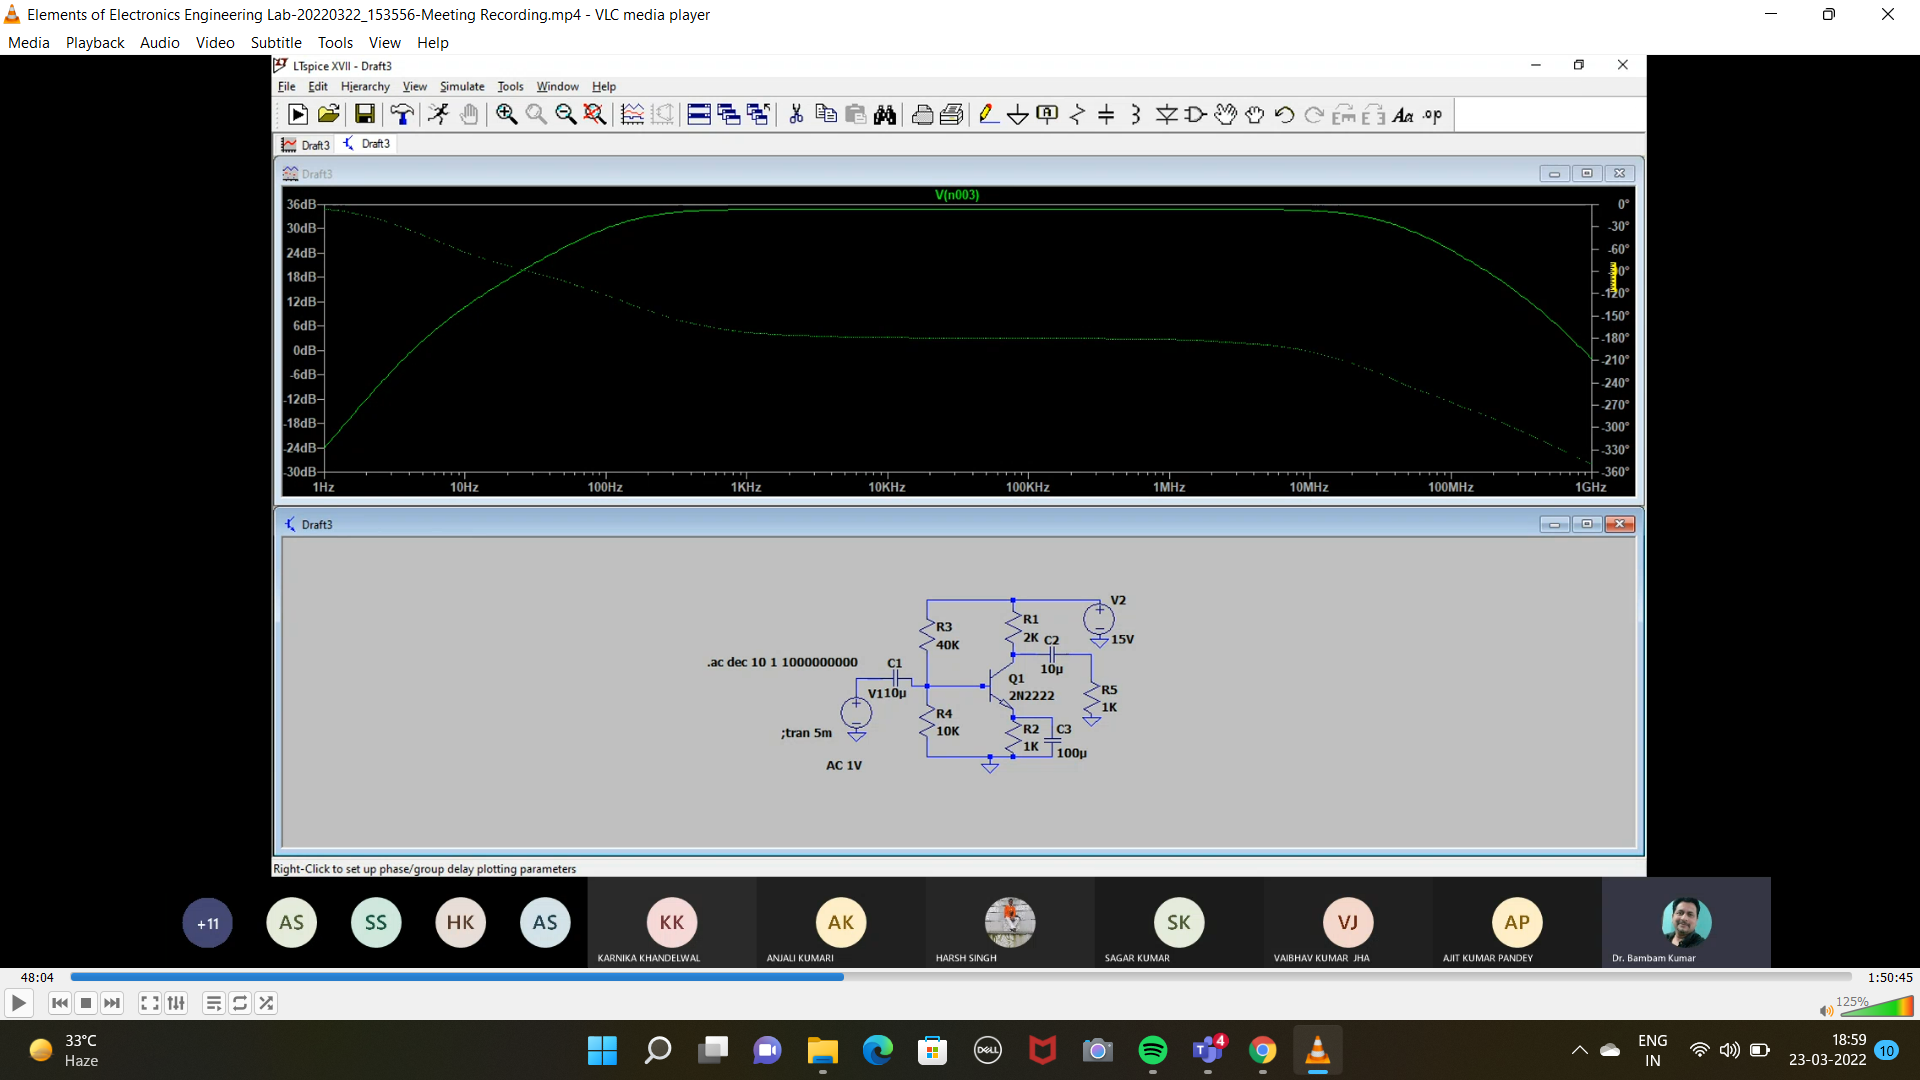 Elements of Electronics Engineering Lab-20220322_153556-Meeting Recording.mp4 - VLC media player
Media Playback Audio Video Subtitle Tools View Help
LTspice XVII - Draft3
File Edit Hierarchy View Simulate Tools Window Help
Draft3 Draft3
Draft3
V(n003)
36dB
30dB
24dB
18dB
12dB
6dB
0dB
-6dB
-12dB
-18dB
-24dB
-30dB
0°
-30°
-60°
-120°
-150°
-180°
-210°
-240°
-270°
-300°
-330°
-360°
1Hz 10Hz 100Hz 1KHz 10KHz 100KHz 1MHz 10MHz 100MHz 1GHz
Draft3
V2
15V
R1
2K
R3
40K
C2
10µ
.ac dec 10 1 1000000000
C1
10µ
V1
Q1
2N2222
R5
1K
R4
10K
R2
1K
C3
100µ
;tran 5m
AC 1V
Right-Click to set up phase/group delay plotting parameters
+11 AS SS HK AS KK AK SK VJ AP
KARNIKA KHANDELWAL ANJALI KUMARI HARSH SINGH SAGAR KUMAR VAIBHAV KUMAR JHA AJIT KUMAR PANDEY Dr. Bambam Kumar
48:04 1:50:45
125%
33°C
Haze
DELL
4
ENG
IN
18:59
23-03-2022
10